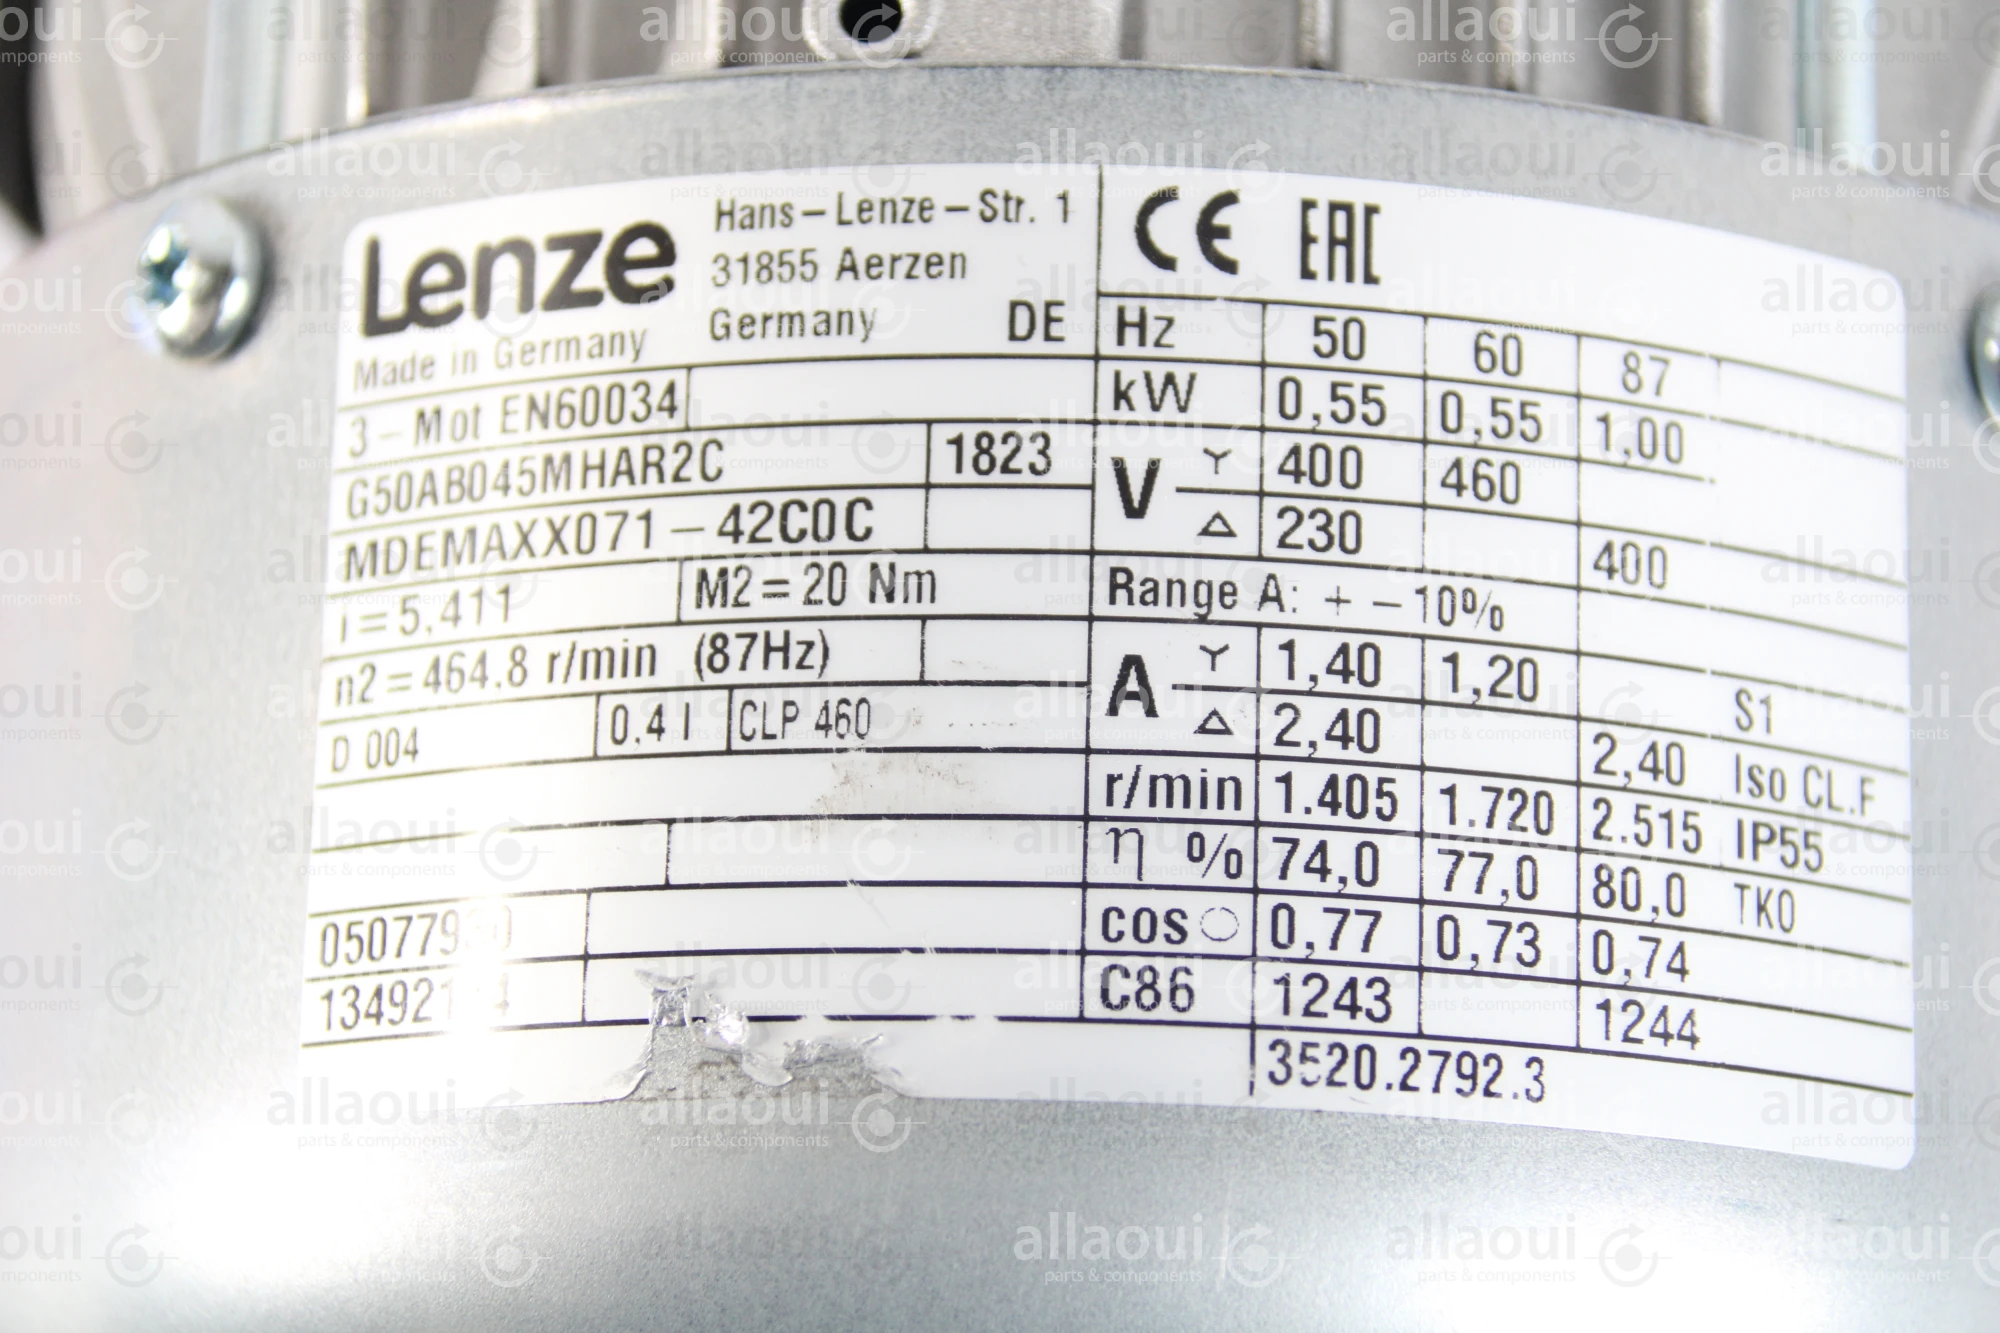 Lenze
Hans-Lenze-Str. 1
31855 Aerzen
Germany DE
Made in Germany
3 - Mot EN60034
G50AB045MHAR2C 1823
MDEMAXX071-42C0C
i=5,411 M2=20 Nm
n2=464.8 r/min (87Hz)
D 004 0,4 l CLP 460
CE EAC
Hz 50 60 87
kW 0,55 0,55 1,00
V Y 400 460
△ 230 400
Range A: + - 10%
A Y 1,40 1,20 S1
△ 2,40 2,40 Iso CL.F
r/min 1.405 1.720 2.515 IP55
η % 74,0 77,0 80,0 TKO
cos 0,77 0,73 0,74
C86 1243 1244
3520.2792.3
allaoui
parts & components